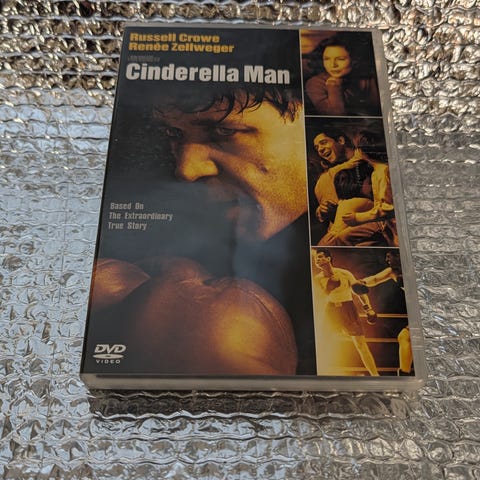 Russell Crowe
Renée Zellweger
Cinderella Man
Based On
The Extraordinary
True Story
DVD
VIDEO